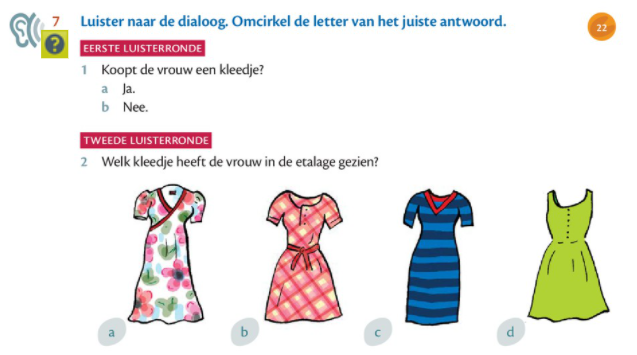 7 Luister naar de dialoog. Omcirkel de letter van het juiste antwoord.
22
?
EERSTE LUISTERRONDE
1 Koopt de vrouw een kleedje?
a Ja.
b Nee.
TWEEDE LUISTERRONDE
2 Welk kleedje heeft de vrouw in de etalage gezien?
a b c d